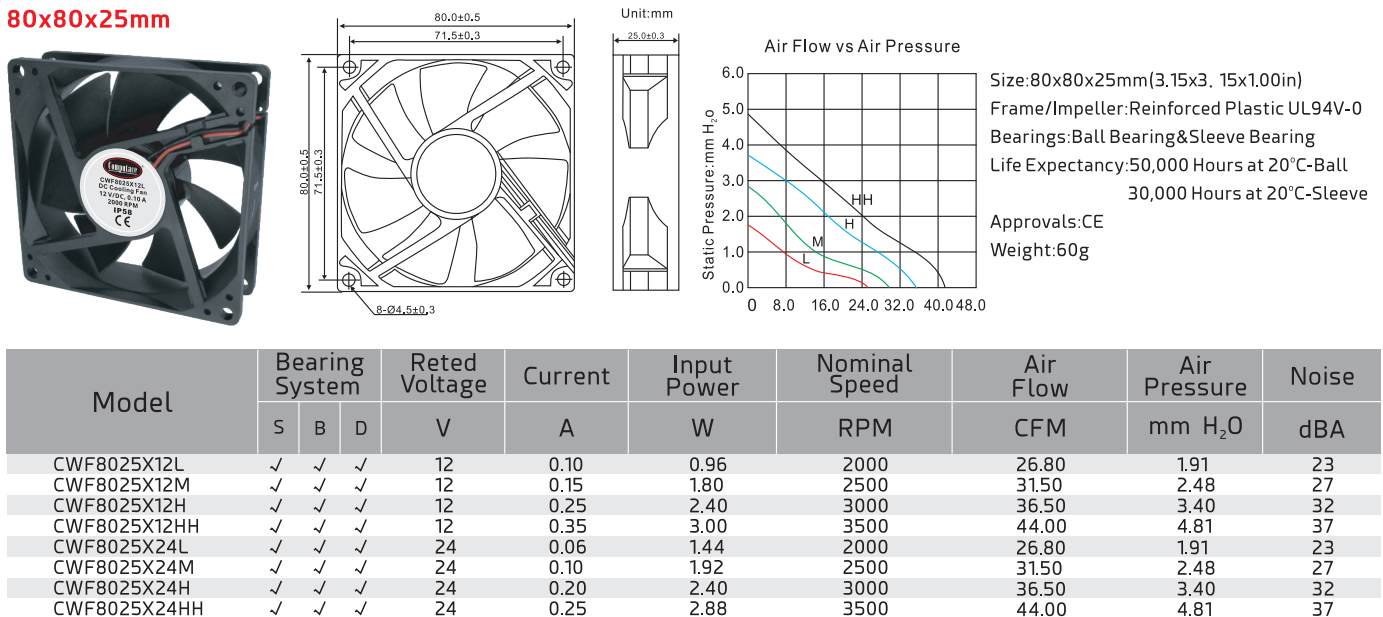 80x80x25mm
Computace
CWF8025X12L
DC Cooling Fan
12 V/DC, 0.10 A
2000 RPM
IP58
CE
80.0±0.5
71.5±0.3
80.0±0.5
71.5±0.3
8-Ø4.5±0.3
Unit:mm
25.0±0.3
Air Flow vs Air Pressure
Static Pressure:mm H₂o
6.0
5.0
4.0
3.0
2.0
1.0
0.0
HH
H
M
L
0 8.0 16.0 24.0 32.0 40.0 48.0
Size:80x80x25mm(3.15x3. 15x1.00in)
Frame/Impeller:Reinforced Plastic UL94V-0
Bearings:Ball Bearing&Sleeve Bearing
Life Expectancy:50,000 Hours at 20°C-Ball
30,000 Hours at 20°C-Sleeve
Approvals:CE
Weight:60g
Model Bearing System Reted Voltage Current Input Power Nominal Speed Air Flow Air Pressure Noise
S B D V A W RPM CFM mm H₂O dBA
CWF8025X12L √ √ √ 12 0.10 0.96 2000 26.80 1.91 23
CWF8025X12M √ √ √ 12 0.15 1.80 2500 31.50 2.48 27
CWF8025X12H √ √ √ 12 0.25 2.40 3000 36.50 3.40 32
CWF8025X12HH √ √ √ 12 0.35 3.00 3500 44.00 4.81 37
CWF8025X24L √ √ √ 24 0.06 1.44 2000 26.80 1.91 23
CWF8025X24M √ √ √ 24 0.10 1.92 2500 31.50 2.48 27
CWF8025X24H √ √ √ 24 0.20 2.40 3000 36.50 3.40 32
CWF8025X24HH √ √ √ 24 0.25 2.88 3500 44.00 4.81 37